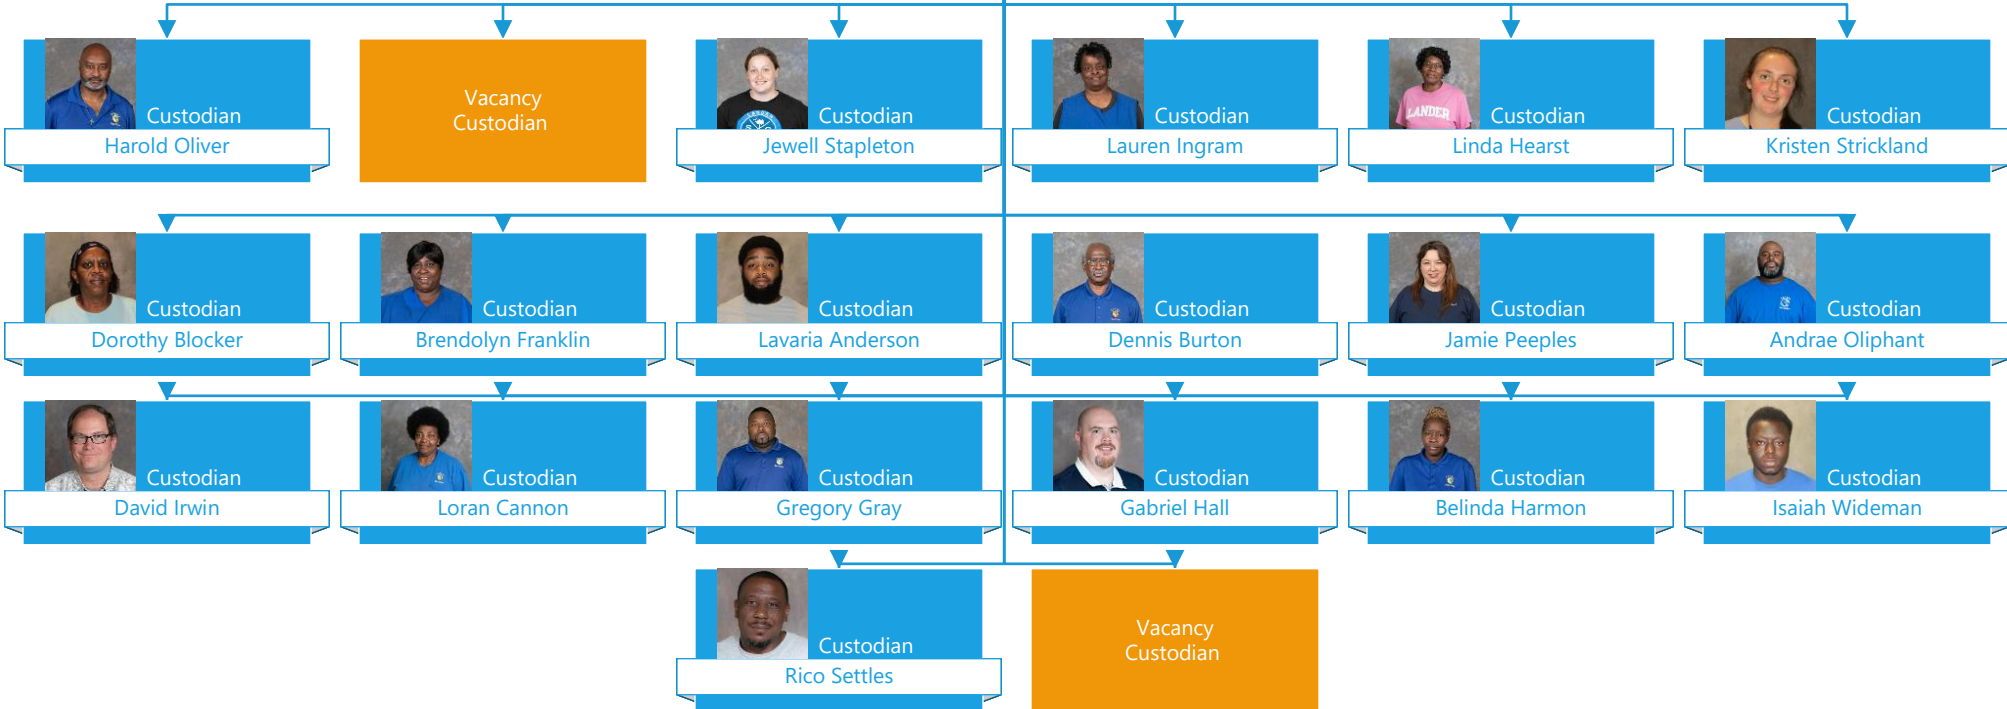 Custodian
Harold Oliver
Vacancy
Custodian
Custodian
Jewell Stapleton
Custodian
Lauren Ingram
LANDER
Custodian
Linda Hearst
Custodian
Kristen Strickland
Custodian
Dorothy Blocker
Custodian
Brendolyn Franklin
Custodian
Lavaria Anderson
Custodian
Dennis Burton
Custodian
Jamie Peeples
Custodian
Andrae Oliphant
Custodian
David Irwin
Custodian
Loran Cannon
Custodian
Gregory Gray
Custodian
Gabriel Hall
Custodian
Belinda Harmon
Custodian
Isaiah Wideman
Custodian
Rico Settles
Vacancy
Custodian